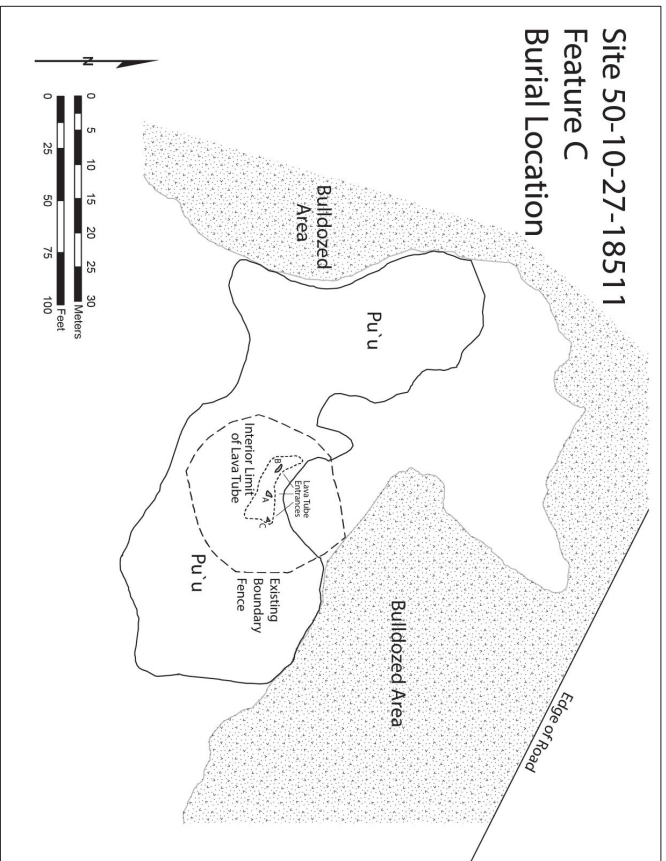 Site 50-10-27-18511
Feature C
Burial Location
Bulldozed
Area
Pu`u
Edge of Road
Bulldozed Area
Lava Tube
Entrances
B
A
C
Interior Limit
of Lava Tube
Existing
Boundary
Fence
Pu`u
N
0 5 10 15 20 25 30
Meters
0 25 50 75 100
Feet